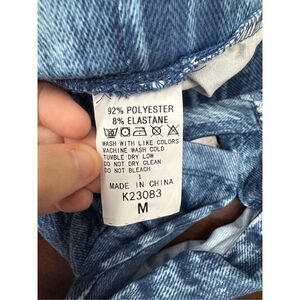 92% POLYESTER
8% ELASTANE
WASH WITH LIKE COLORS
MACHINE WASH COLD
TUMBLE DRY LOW
DO NOT DRY CLEAN
DO NOT BLEACH
1
MADE IN CHINA
K23083
M